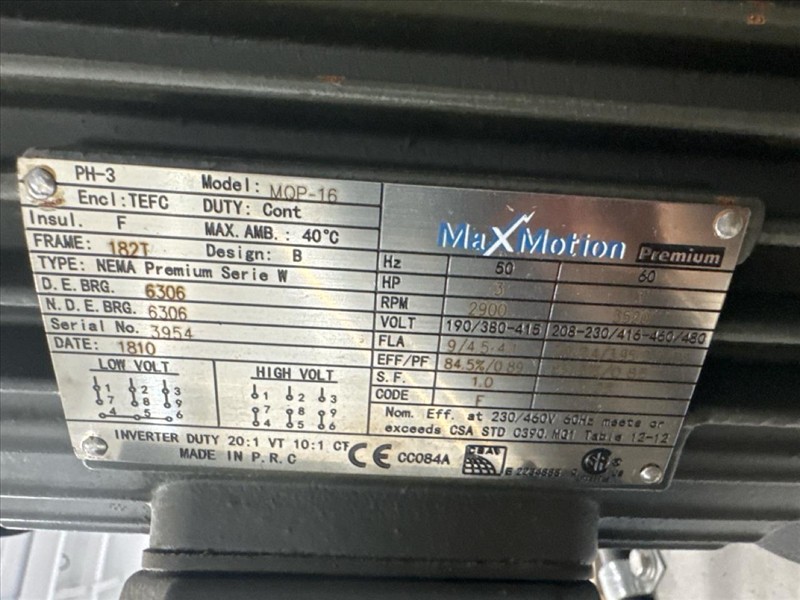 PH-3 Model: MOP-16
Encl:TEFC DUTY: Cont
Insul. F MAX. AMB.: 40°C
FRAME: 182T Design: B
TYPE: NEMA Premium Serie W
D.E.BRG. 6306
N.D.E.BRG. 6306
Serial No. 3954
DATE: 1810
LOW VOLT
1 2 3
7 8 9
4 5 6
HIGH VOLT
1 2 3
7 8 9
4 5 6
INVERTER DUTY 20:1 VT 10:1 CT
MADE IN P.R.C CE CC084A
MaxMotion Premium
Hz 50 60
HP 3
RPM 2900
VOLT 190/380-415 208-230/416-460/480
FLA
EFF/PF 84.5%/0.89
S.F. 1.0
CODE F
Nom. Eff. at 230/460V 60Hz meets or
exceeds CSA STD C390, MG1 Table 12-12